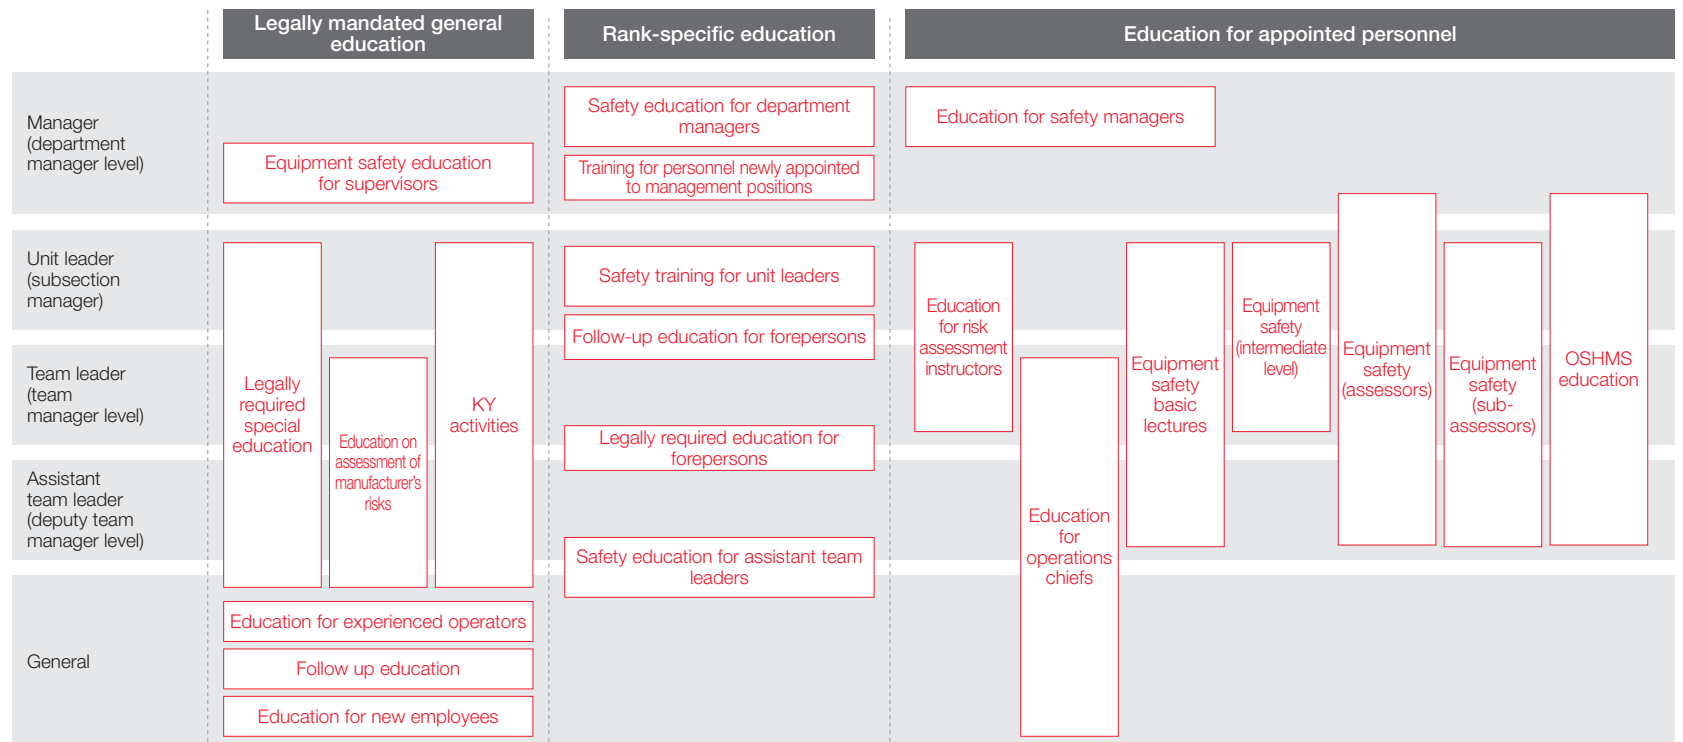 Legally mandated general
education
Rank-specific education
Education for appointed personnel
Manager
(department
manager level)
Equipment safety education
for supervisors
Safety education for department
managers
Training for personnel newly appointed
to management positions
Education for safety managers
Unit leader
(subsection
manager)
Team leader
(team
manager level)
Assistant
team leader
(deputy team
manager level)
General
Legally
required
special
education
Education on
assessment of
manufacturer's
risks
KY
activities
Education for experienced operators
Follow up education
Education for new employees
Safety training for unit leaders
Follow-up education for forepersons
Legally required education for
forepersons
Safety education for assistant team
leaders
Education
for risk
assessment
instructors
Education
for
operations
chiefs
Equipment
safety
basic
lectures
Equipment
safety
(intermediate
level)
Equipment
safety
(assessors)
Equipment
safety
(sub-
assessors)
OSHMS
education